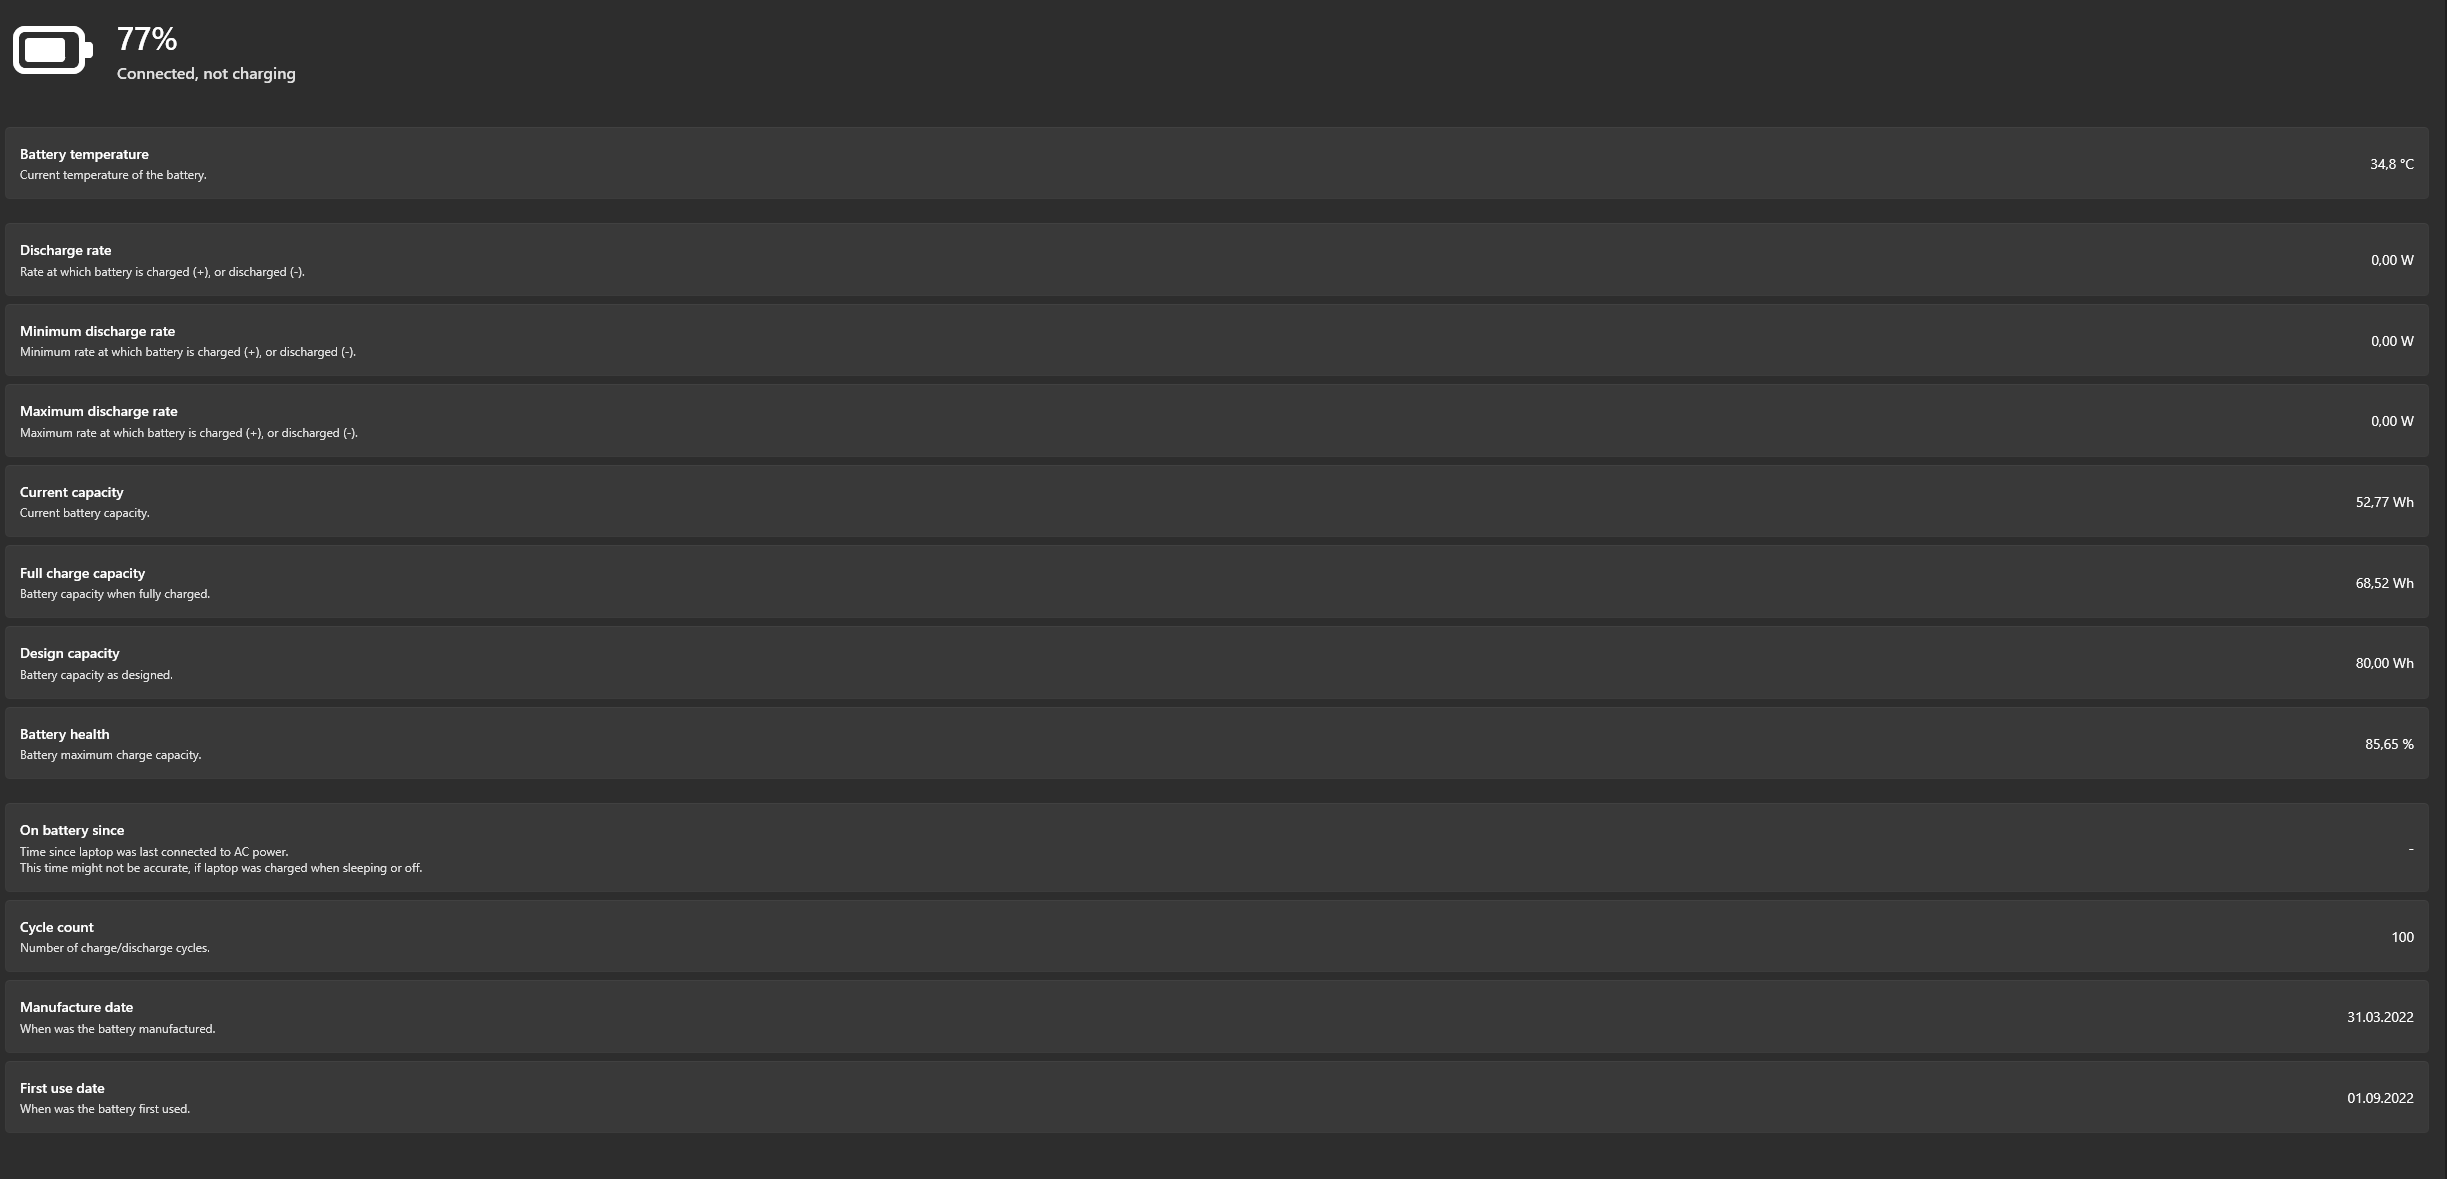 77%
Connected, not charging
Battery temperature
Current temperature of the battery.
34,8 °C
Discharge rate
Rate at which battery is charged (+), or discharged (-).
0,00 W
Minimum discharge rate
Minimum rate at which battery is charged (+), or discharged (-).
0,00 W
Maximum discharge rate
Maximum rate at which battery is charged (+), or discharged (-).
0,00 W
Current capacity
Current battery capacity.
52,77 Wh
Full charge capacity
Battery capacity when fully charged.
68,52 Wh
Design capacity
Battery capacity as designed.
80,00 Wh
Battery health
Battery maximum charge capacity.
85,65 %
On battery since
Time since laptop was last connected to AC power.
This time might not be accurate, if laptop was charged when sleeping or off.
-
Cycle count
Number of charge/discharge cycles.
100
Manufacture date
When was the battery manufactured.
31.03.2022
First use date
When was the battery first used.
01.09.2022